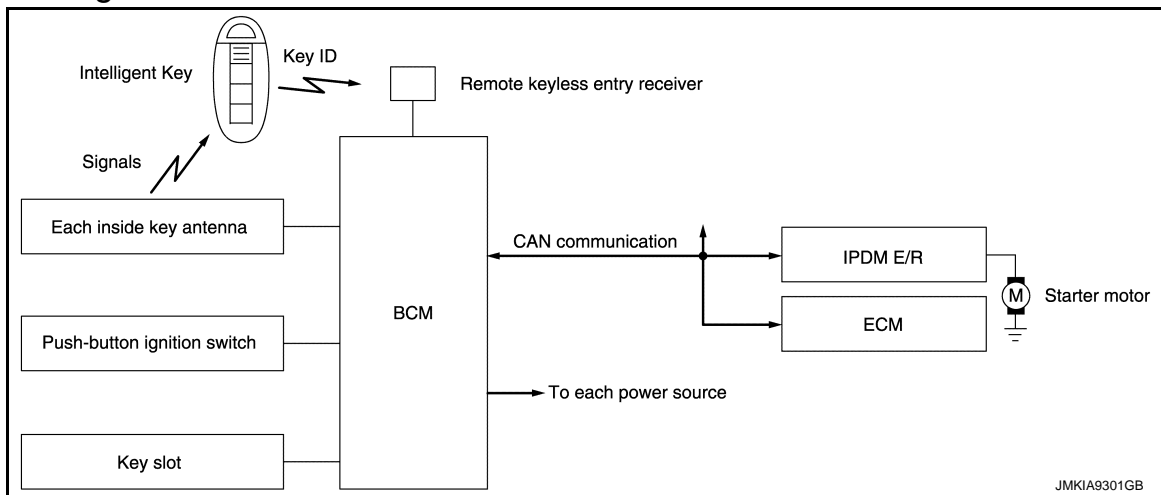 Intelligent Key
Key ID
Remote keyless entry receiver
Signals
Each inside key antenna
CAN communication
IPDM E/R
M
Starter motor
BCM
ECM
Push-button ignition switch
To each power source
Key slot
JMKIA9301GB